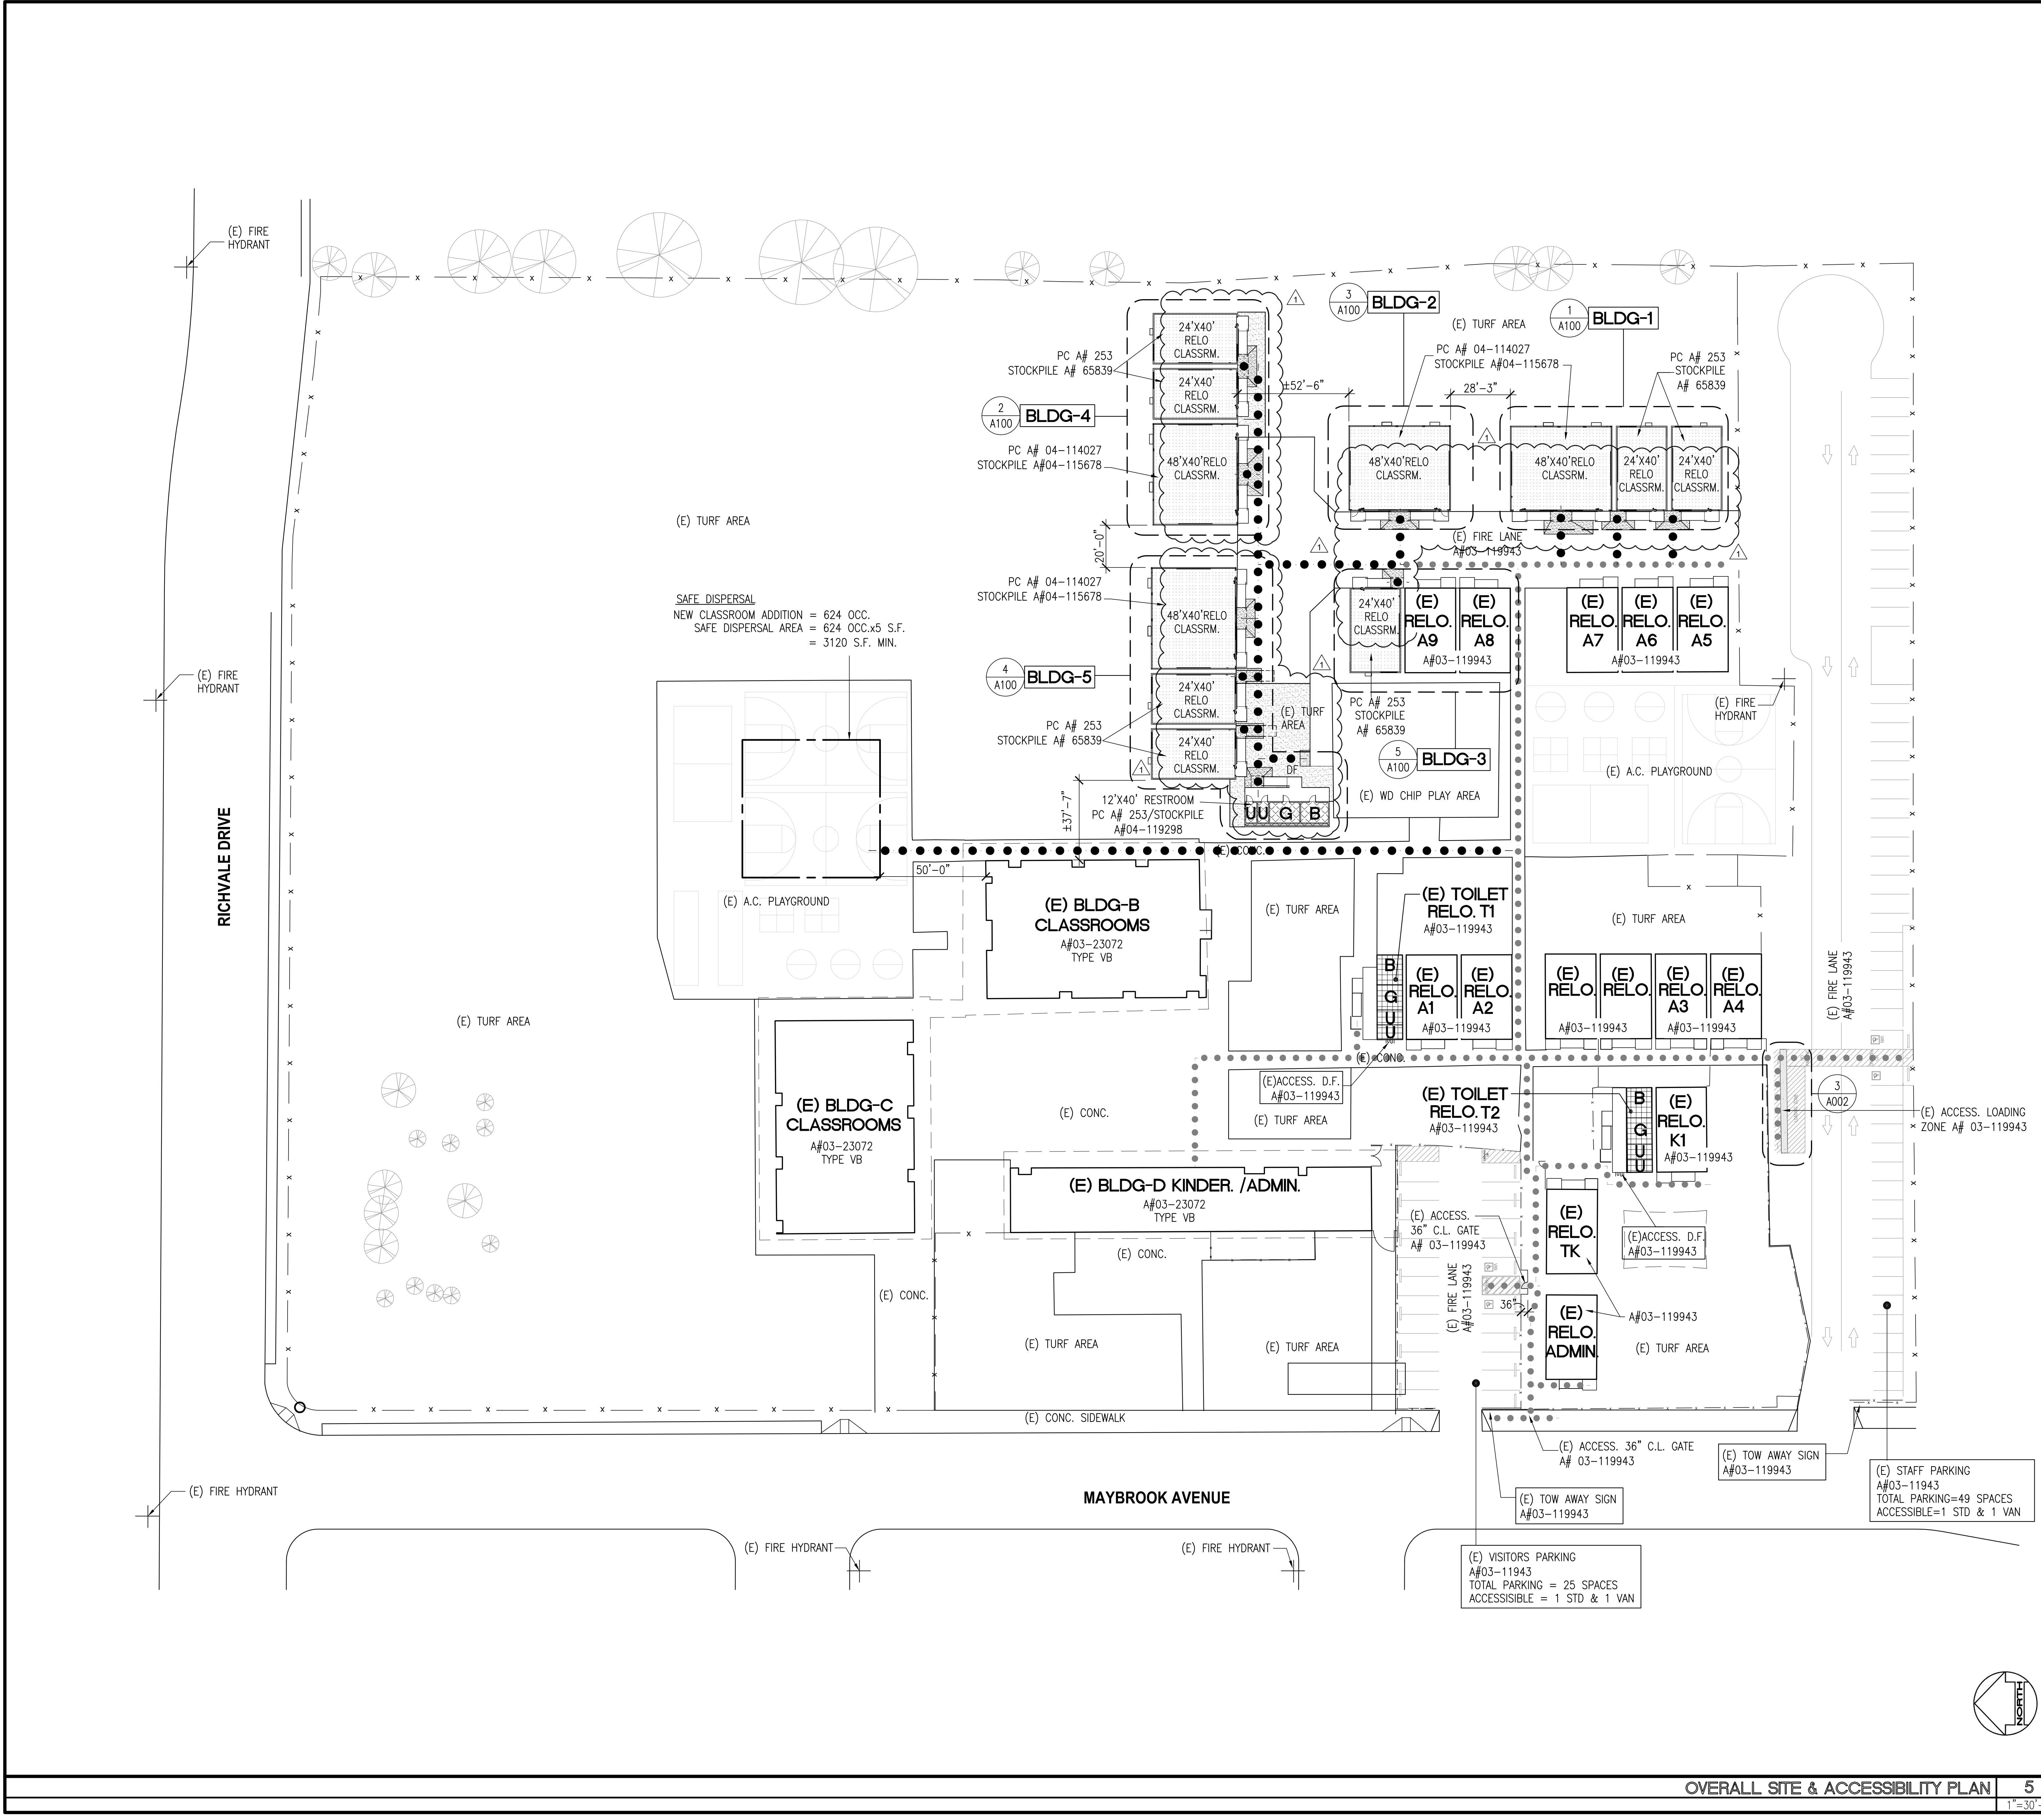 (E) FIRE
HYDRANT
3
A100
BLDG-2
1
A100
BLDG-1
1
(E) TURF AREA
24'X40'
RELO
CLASSRM.
PC A# 253
STOCKPILE A# 65839
24'X40'
RELO
CLASSRM.
PC A# 04-114027
STOCKPILE A#04-115678
PC A# 253
STOCKPILE
A# 65839
±52'-6"
28'-3"
2
A100
BLDG-4
1
PC A# 04-114027
STOCKPILE A#04-115678
48'X40'RELO
CLASSRM.
48'X40'RELO
CLASSRM.
48'X40'RELO
CLASSRM.
24'X40'
RELO
CLASSRM.
24'X40'
RELO
CLASSRM.
(E) TURF AREA
20'-0"
(E) FIRE LANE
A#03-119943
1
1
PC A# 04-114027
STOCKPILE A#04-115678
48'X40'RELO
CLASSRM.
24'X40'
RELO
CLASSRM.
(E)
RELO.
A9
(E)
RELO.
A8
A#03-119943
(E)
RELO.
A7
(E)
RELO.
A6
(E)
RELO.
A5
A#03-119943
SAFE DISPERSAL
NEW CLASSROOM ADDITION = 624 OCC.
SAFE DISPERSAL AREA = 624 OCC.x5 S.F.
= 3120 S.F. MIN.
(E) FIRE
HYDRANT
4
A100
BLDG-5
1
24'X40'
RELO
CLASSRM.
PC A# 253
STOCKPILE A# 65839
24'X40'
RELO
CLASSRM.
1
(E) TURF
AREA
DF
PC A# 253
STOCKPILE
A# 65839
5
A100
BLDG-3
(E) FIRE
HYDRANT
(E) A.C. PLAYGROUND
(E) WD CHIP PLAY AREA
±37'-7"
12'X40' RESTROOM
PC A# 253/STOCKPILE
A#04-119298
UU G B
(E) CONC.
50'-0"
RICHVALE DRIVE
(E) A.C. PLAYGROUND
(E) BLDG-B
CLASSROOMS
A#03-23072
TYPE VB
(E) TURF AREA
(E) TOILET
RELO. T1
A#03-119943
(E) TURF AREA
B
G
U
U
(E)
RELO.
A1
(E)
RELO.
A2
A#03-119943
(E)
RELO.
(E)
RELO.
A#03-119943
(E)
RELO.
A3
(E)
RELO.
A4
A#03-119943
(E) FIRE LANE
A#03-119943
(E) TURF AREA
(E) CONC.
(E)ACCESS. D.F.
A#03-119943
(E) TURF AREA
(E) CONC.
(E) BLDG-C
CLASSROOMS
A#03-23072
TYPE VB
(E) TOILET
RELO. T2
A#03-119943
B
G
U
U
(E)
RELO.
K1
A#03-119943
3
A002
(E) ACCESS. LOADING
ZONE A# 03-119943
(E) BLDG-D KINDER. /ADMIN.
A#03-23072
TYPE VB
(E) ACCESS.
36" C.L. GATE
A# 03-119943
(E)
RELO.
TK
(E)ACCESS. D.F.
A#03-119943
(E) CONC.
(E) CONC.
(E) FIRE LANE
A#03-119943
36"
(E)
RELO.
ADMIN.
A#03-119943
(E) TURF AREA
(E) TURF AREA
(E) TURF AREA
(E) CONC. SIDEWALK
(E) ACCESS. 36" C.L. GATE
A# 03-119943
(E) TOW AWAY SIGN
A#03-119943
(E) STAFF PARKING
A#03-11943
TOTAL PARKING=49 SPACES
ACCESSIBLE=1 STD & 1 VAN
(E) FIRE HYDRANT
MAYBROOK AVENUE
(E) TOW AWAY SIGN
A#03-119943
(E) FIRE HYDRANT
(E) FIRE HYDRANT
(E) VISITORS PARKING
A#03-11943
TOTAL PARKING = 25 SPACES
ACCESSISIBLE = 1 STD & 1 VAN
NORTH
OVERALL SITE & ACCESSIBILITY PLAN
5
1"=30'-